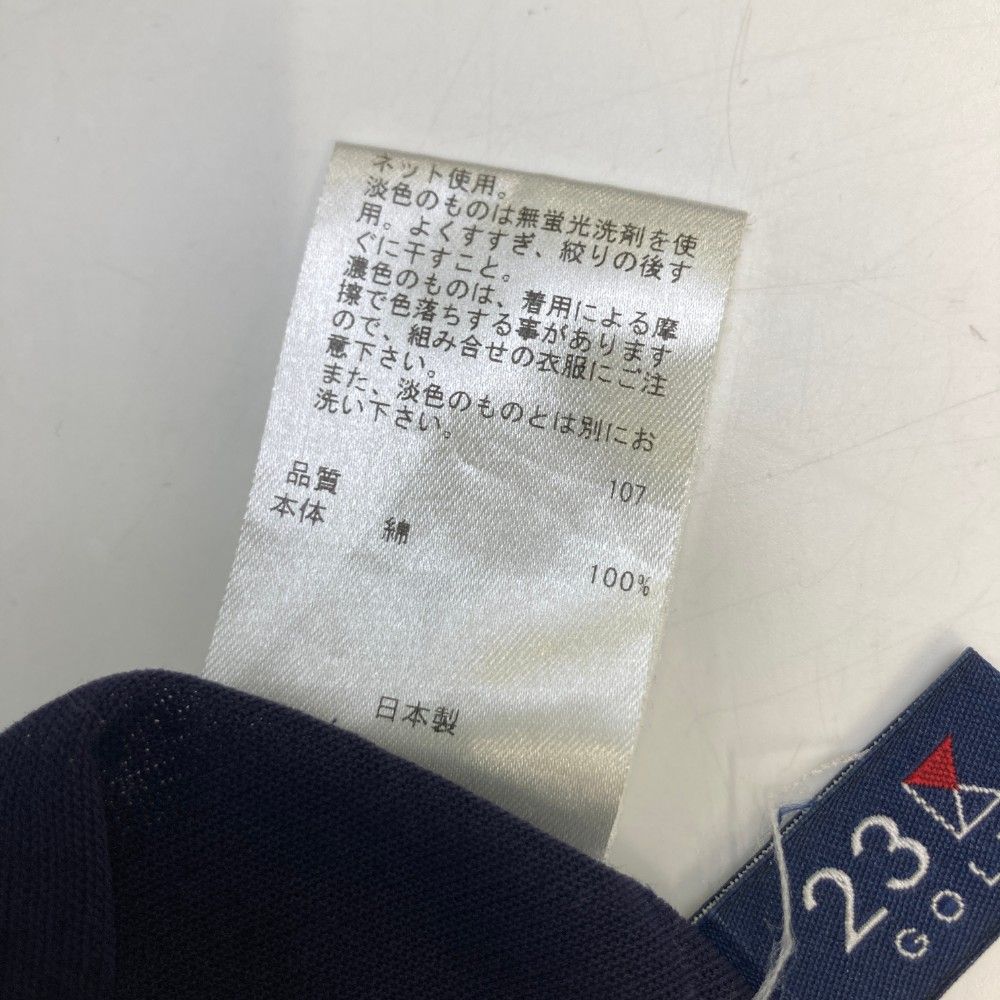 ネット使用。
淡色のものは無蛍光洗剤を使
用。よくすすぎ、絞りの後す
ぐに干すこと。
濃色のものは、着用による摩
擦で色落ちする事があります
ので、組み合せの衣服にご注
意下さい。
また、淡色のものとは別にお
洗い下さい。
品質 107
本体 綿
100%
日本製
23
GOL